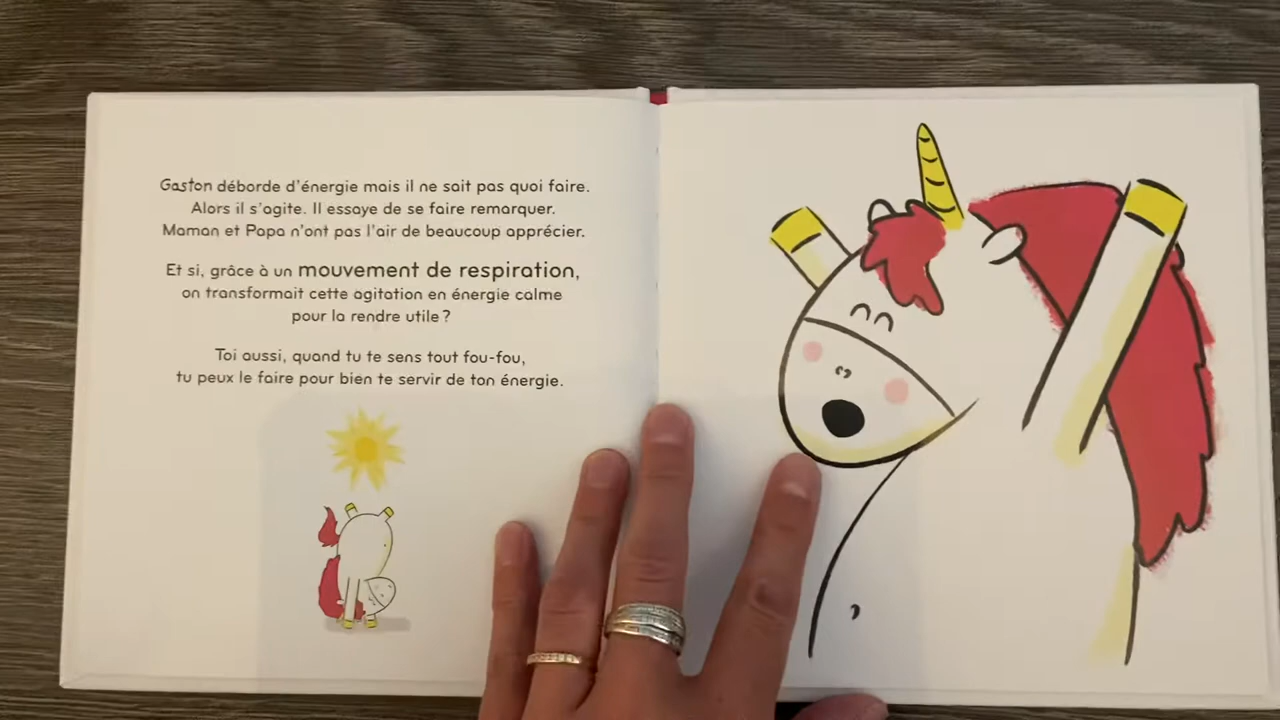 Gaston déborde d'énergie mais il ne sait pas quoi faire.
Alors il s'agite. Il essaye de se faire remarquer.
Maman et Papa n'ont pas l'air de beaucoup apprécier.
Et si, grâce à un mouvement de respiration,
on transformait cette agitation en énergie calme
pour la rendre utile ?
Toi aussi, quand tu te sens tout fou-fou,
tu peux le faire pour bien te servir de ton énergie.